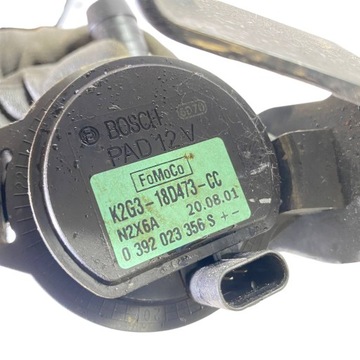 BOSCH
PAD 12 V
FoMoCo
K2G3-18D473-CC
N2X6A 20.08.01
0 392 023 356 S + -